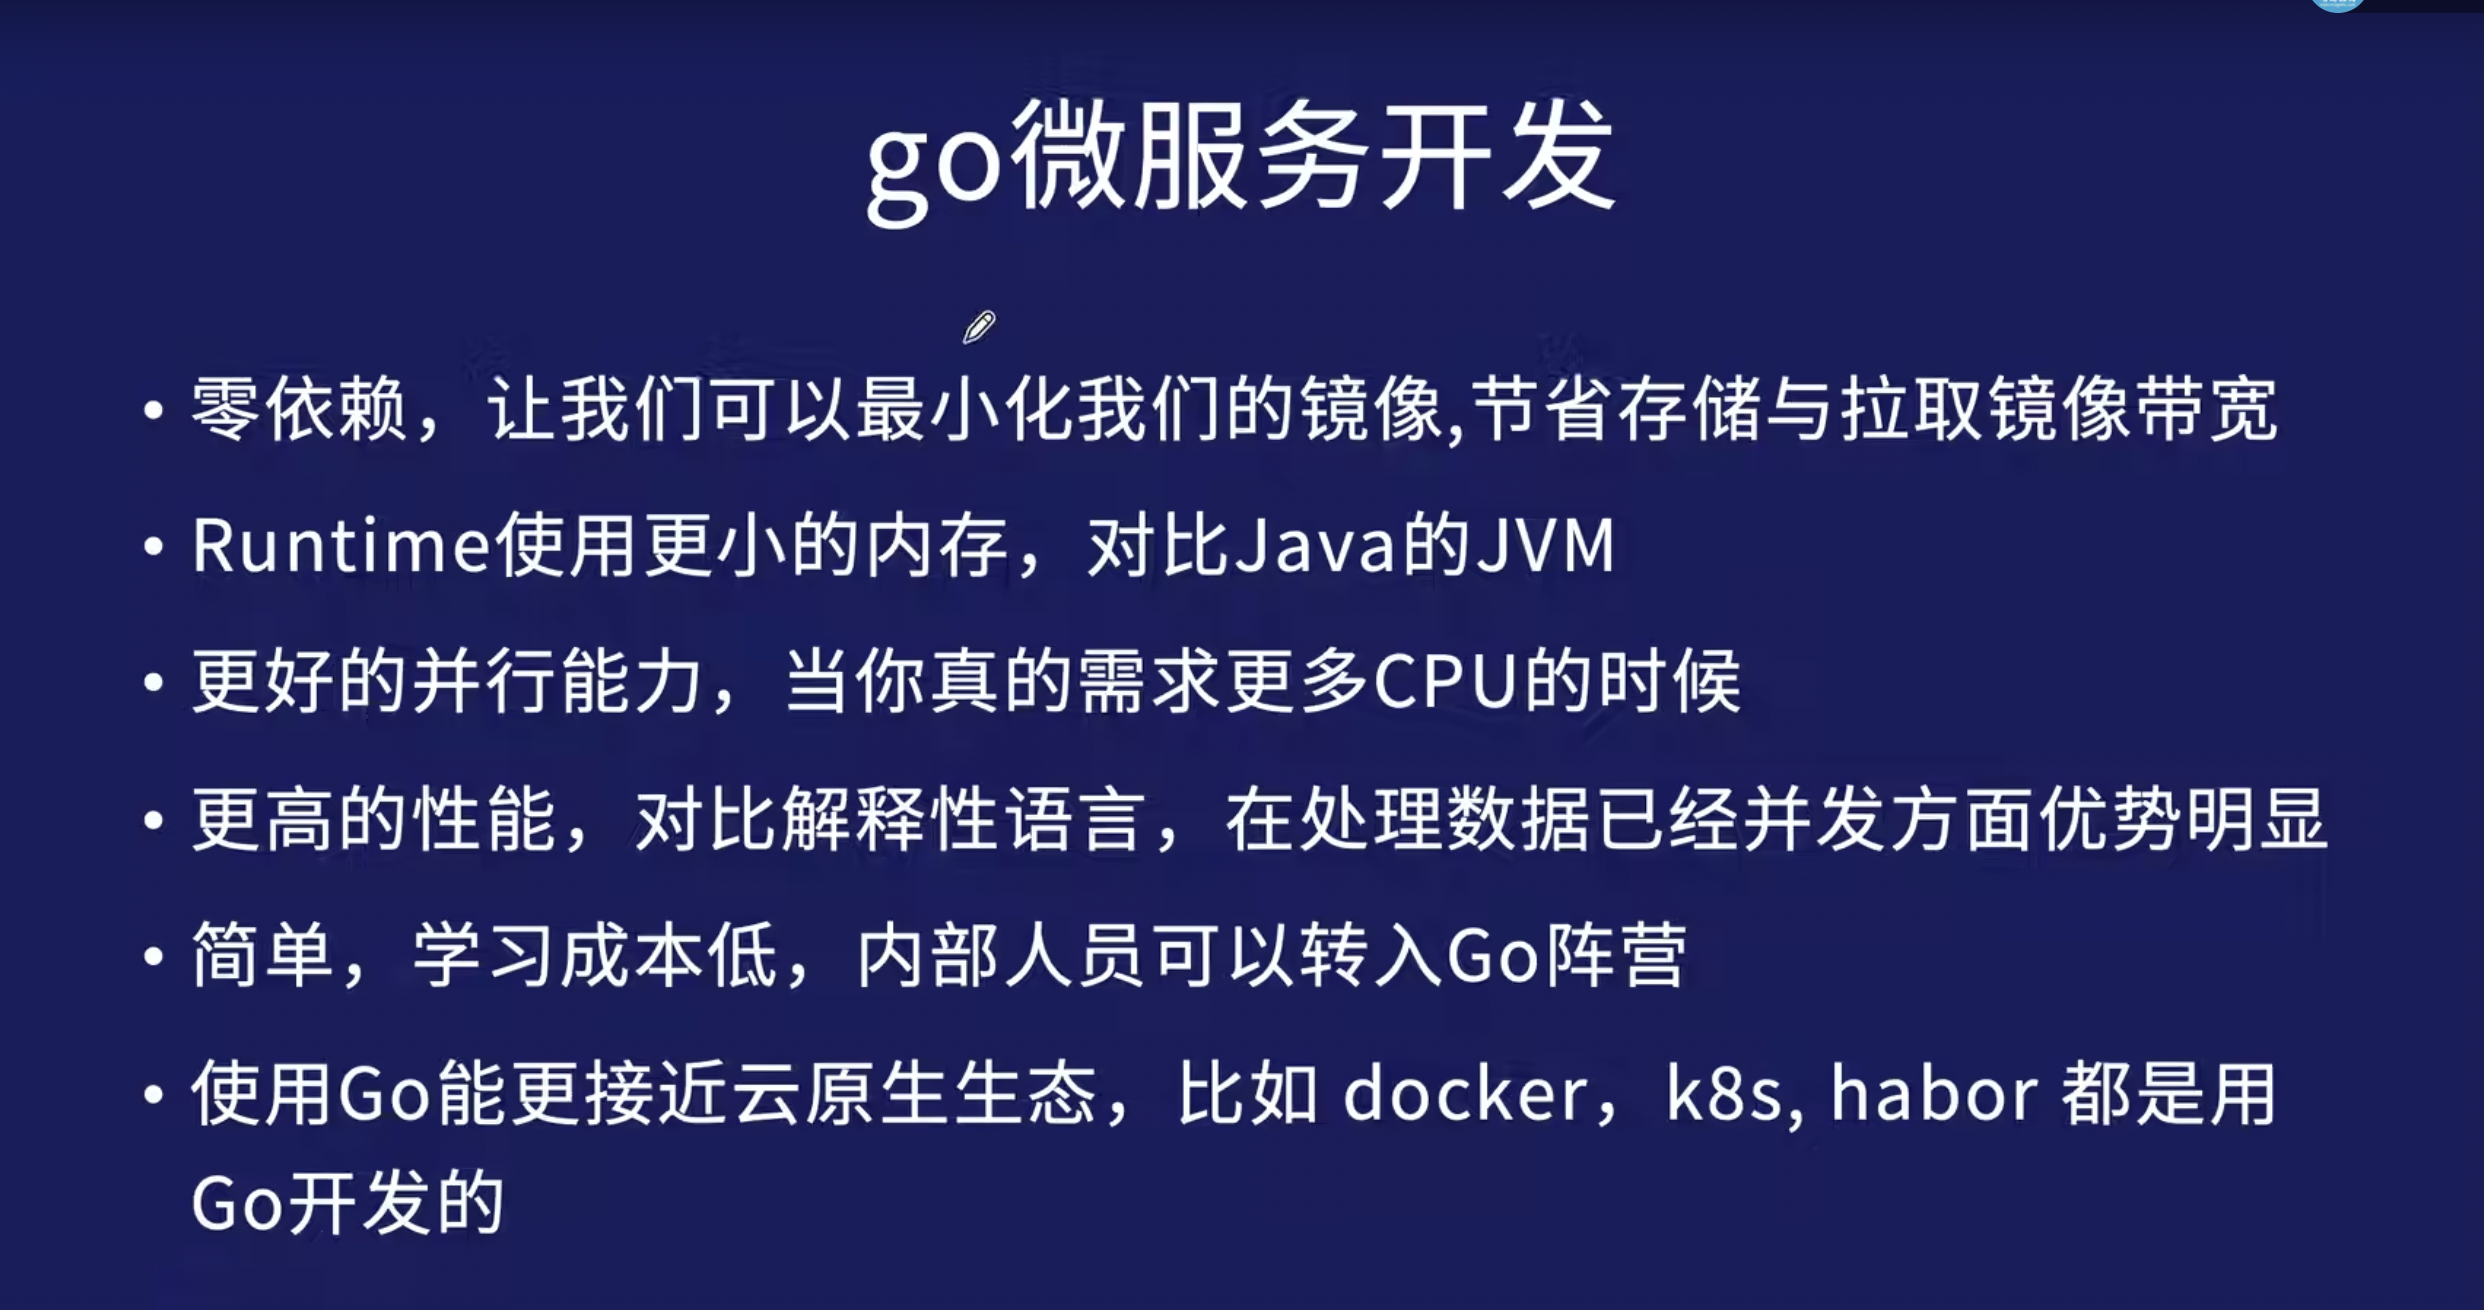 go微服务开发
• 零依赖，让我们可以最小化我们的镜像,节省存储与拉取镜像带宽
• Runtime使用更小的内存，对比Java的JVM
• 更好的并行能力，当你真的需求更多CPU的时候
• 更高的性能，对比解释性语言，在处理数据已经并发方面优势明显
• 简单，学习成本低，内部人员可以转入Go阵营
• 使用Go能更接近云原生生态，比如 docker，k8s, habor 都是用
Go开发的